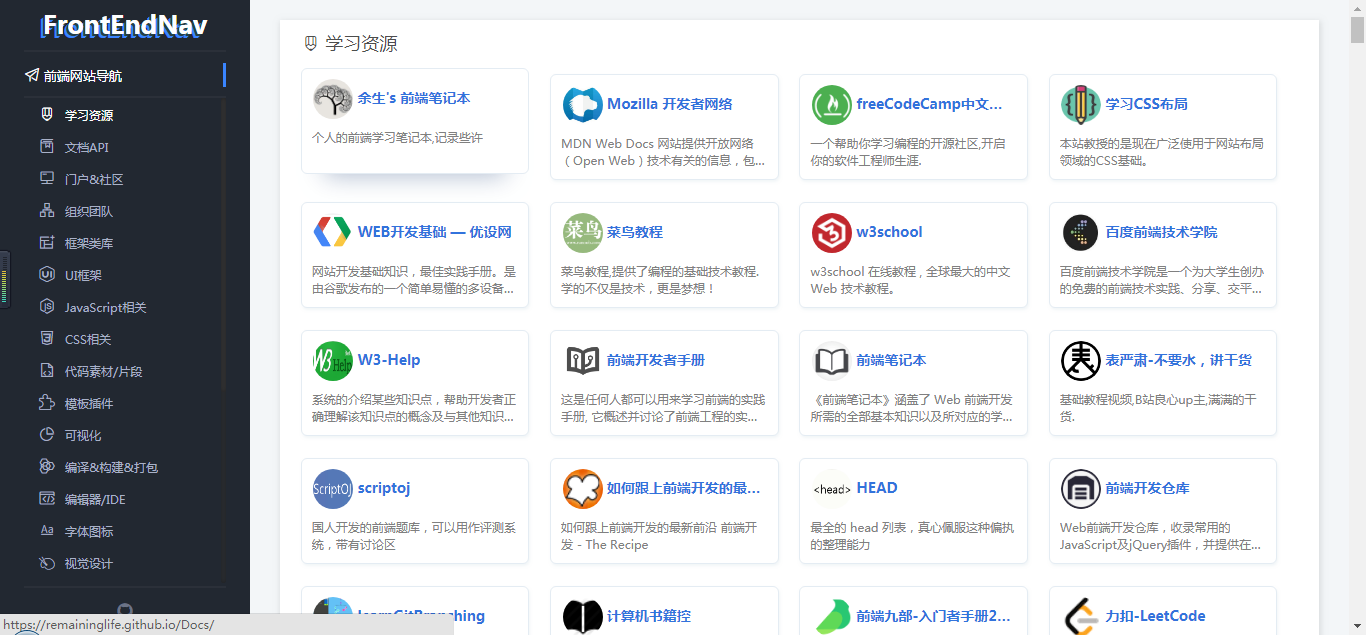 FrontEndNav
前端网站导航
学习资源
文档API
门户&社区
组织团队
框架类库
UI框架
JavaScript相关
CSS相关
代码素材/片段
模板插件
可视化
编译&构建&打包
编辑器/IDE
字体图标
视觉设计
学习资源
余生's 前端笔记本
个人的前端学习笔记本,记录些许
Mozilla 开发者网络
MDN Web Docs 网站提供开放网络
（Open Web）技术有关的信息，包...
freeCodeCamp中文...
一个帮助你学习编程的开源社区,开启
你的软件工程师生涯.
学习CSS布局
本站教授的是现在广泛使用于网站布局
领域的CSS基础。
WEB开发基础 — 优设网
网站开发基础知识，最佳实践手册。是
由谷歌发布的一个简单易懂的多设备...
菜鸟
菜鸟教程
菜鸟教程,提供了编程的基础技术教程.
学的不仅是技术，更是梦想！
w3school
w3school 在线教程，全球最大的中文
Web 技术教程。
百度前端技术学院
百度前端技术学院是一个为大学生创办
的免费的前端技术实践、分享、交平...
W3 Help
W3-Help
系统的介绍某些知识点，帮助开发者正
确理解该知识点的概念及与其他知识...
前端开发者手册
这是任何人都可以用来学习前端的实践
手册, 它概述并讨论了前端工程的实...
前端笔记本
《前端笔记本》涵盖了 Web 前端开发
所需的全部基本知识以及所对应的学...
表严肃-不要水，讲干货
基础教程视频,B站良心up主,满满的干
货.
ScriptOJ
scriptoj
国人开发的前端题库，可以用作评测系
统，带有讨论区
如何跟上前端开发的最...
如何跟上前端开发的最新前沿 前端开
发 - The Recipe
<head>
HEAD
最全的 head 列表，真心佩服这种偏执
的整理能力
前端开发仓库
Web前端开发仓库，收录常用的
JavaScript及jQuery插件，并提供在...
learnGitBranching
计算机书籍控
前端九部-入门者手册2...
力扣-LeetCode
https://remaininglife.github.io/Docs/